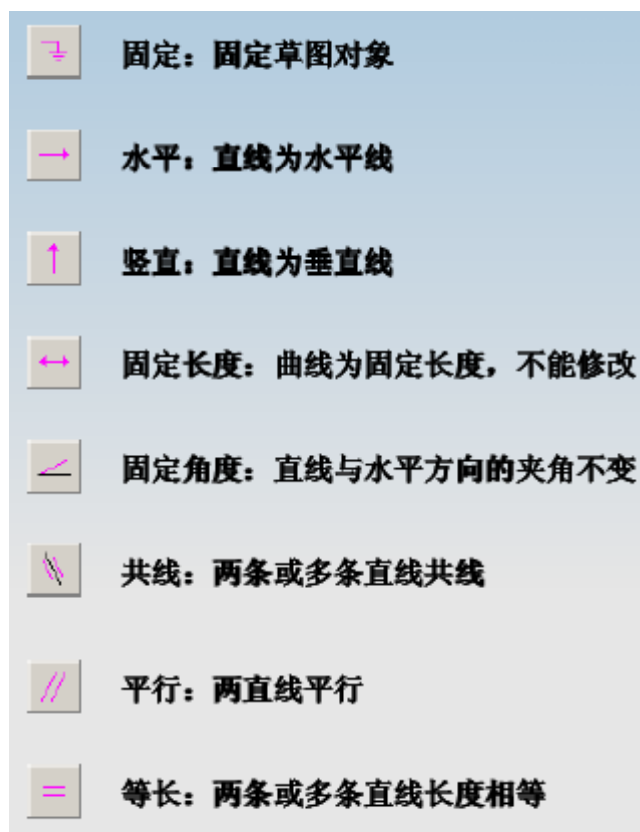 固定：固定草图对象
水平：直线为水平线
竖直：直线为垂直线
固定长度：曲线为固定长度，不能修改
固定角度：直线与水平方向的夹角不变
共线：两条或多条直线共线
平行：两直线平行
等长：两条或多条直线长度相等